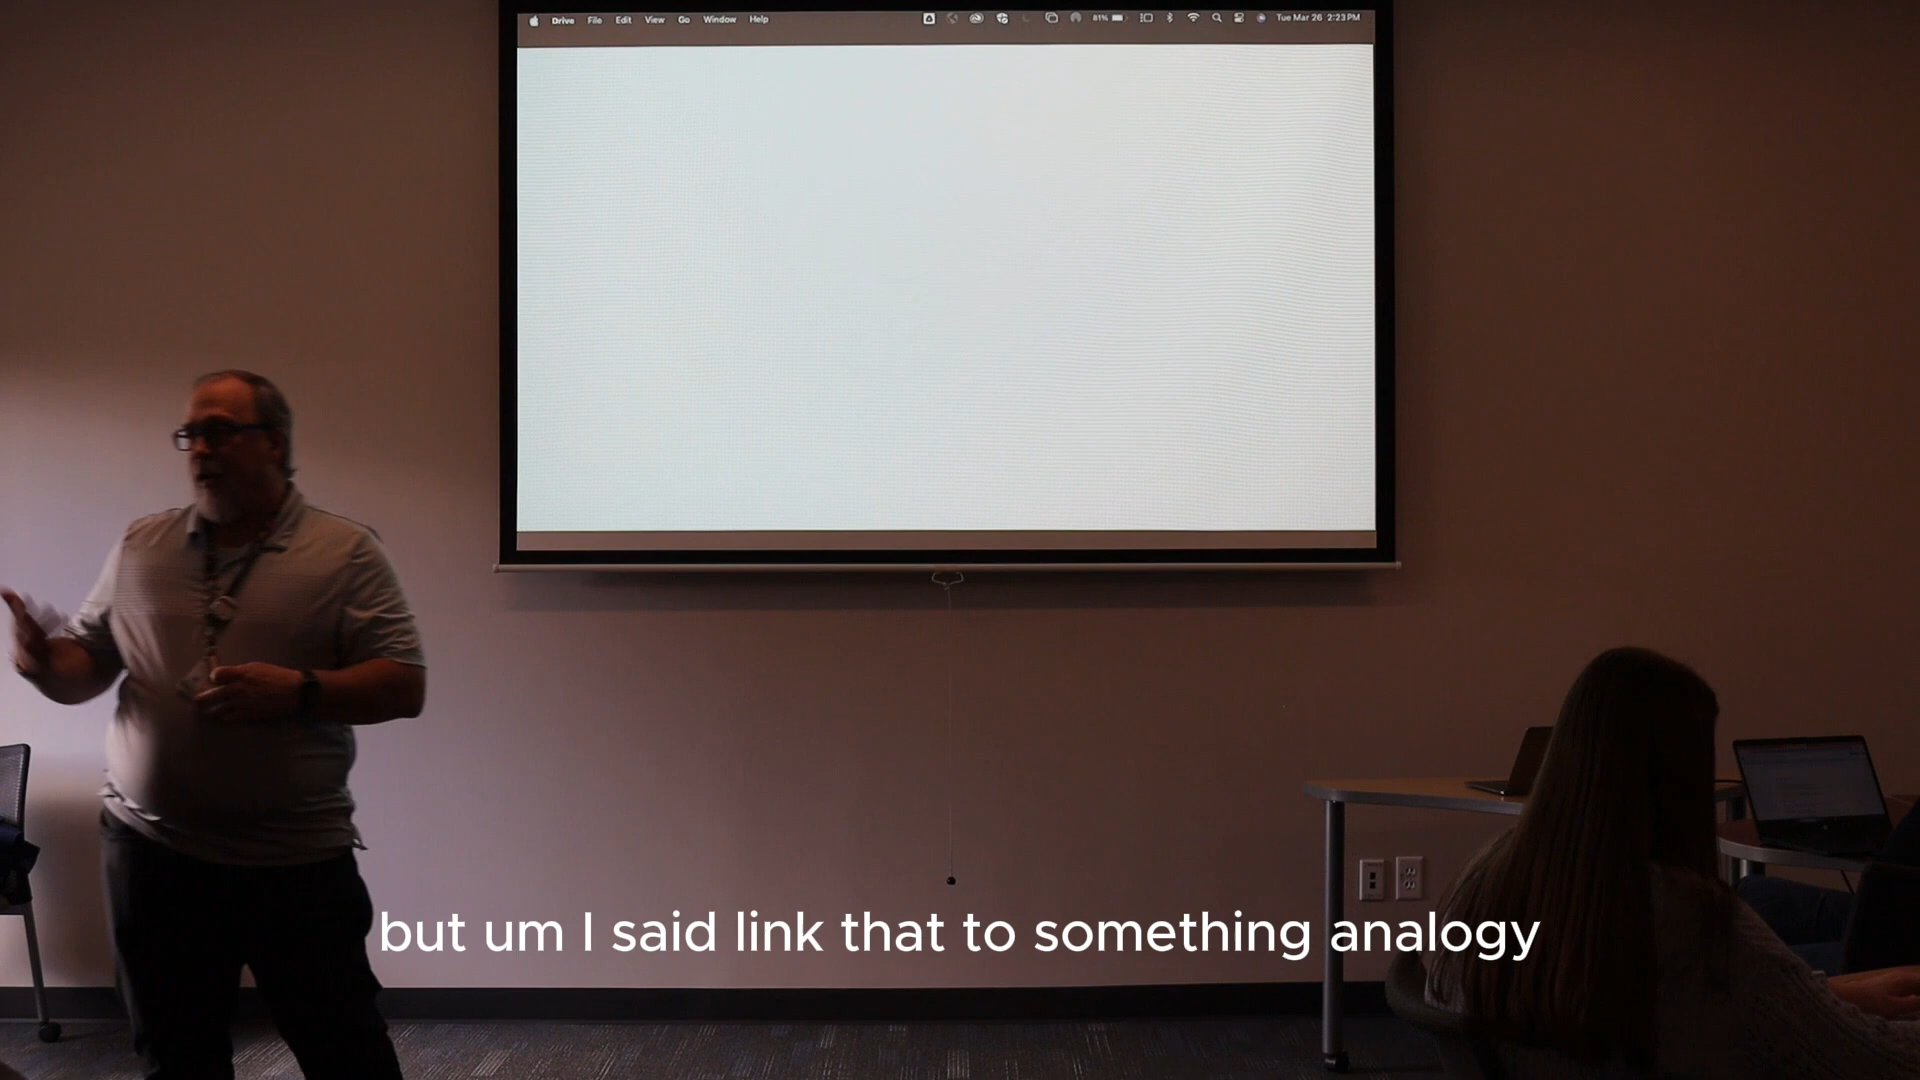 Drive File Edit View Go Window Help 81% Tue Mar 26 2:23 PM
but um I said link that to something analogy